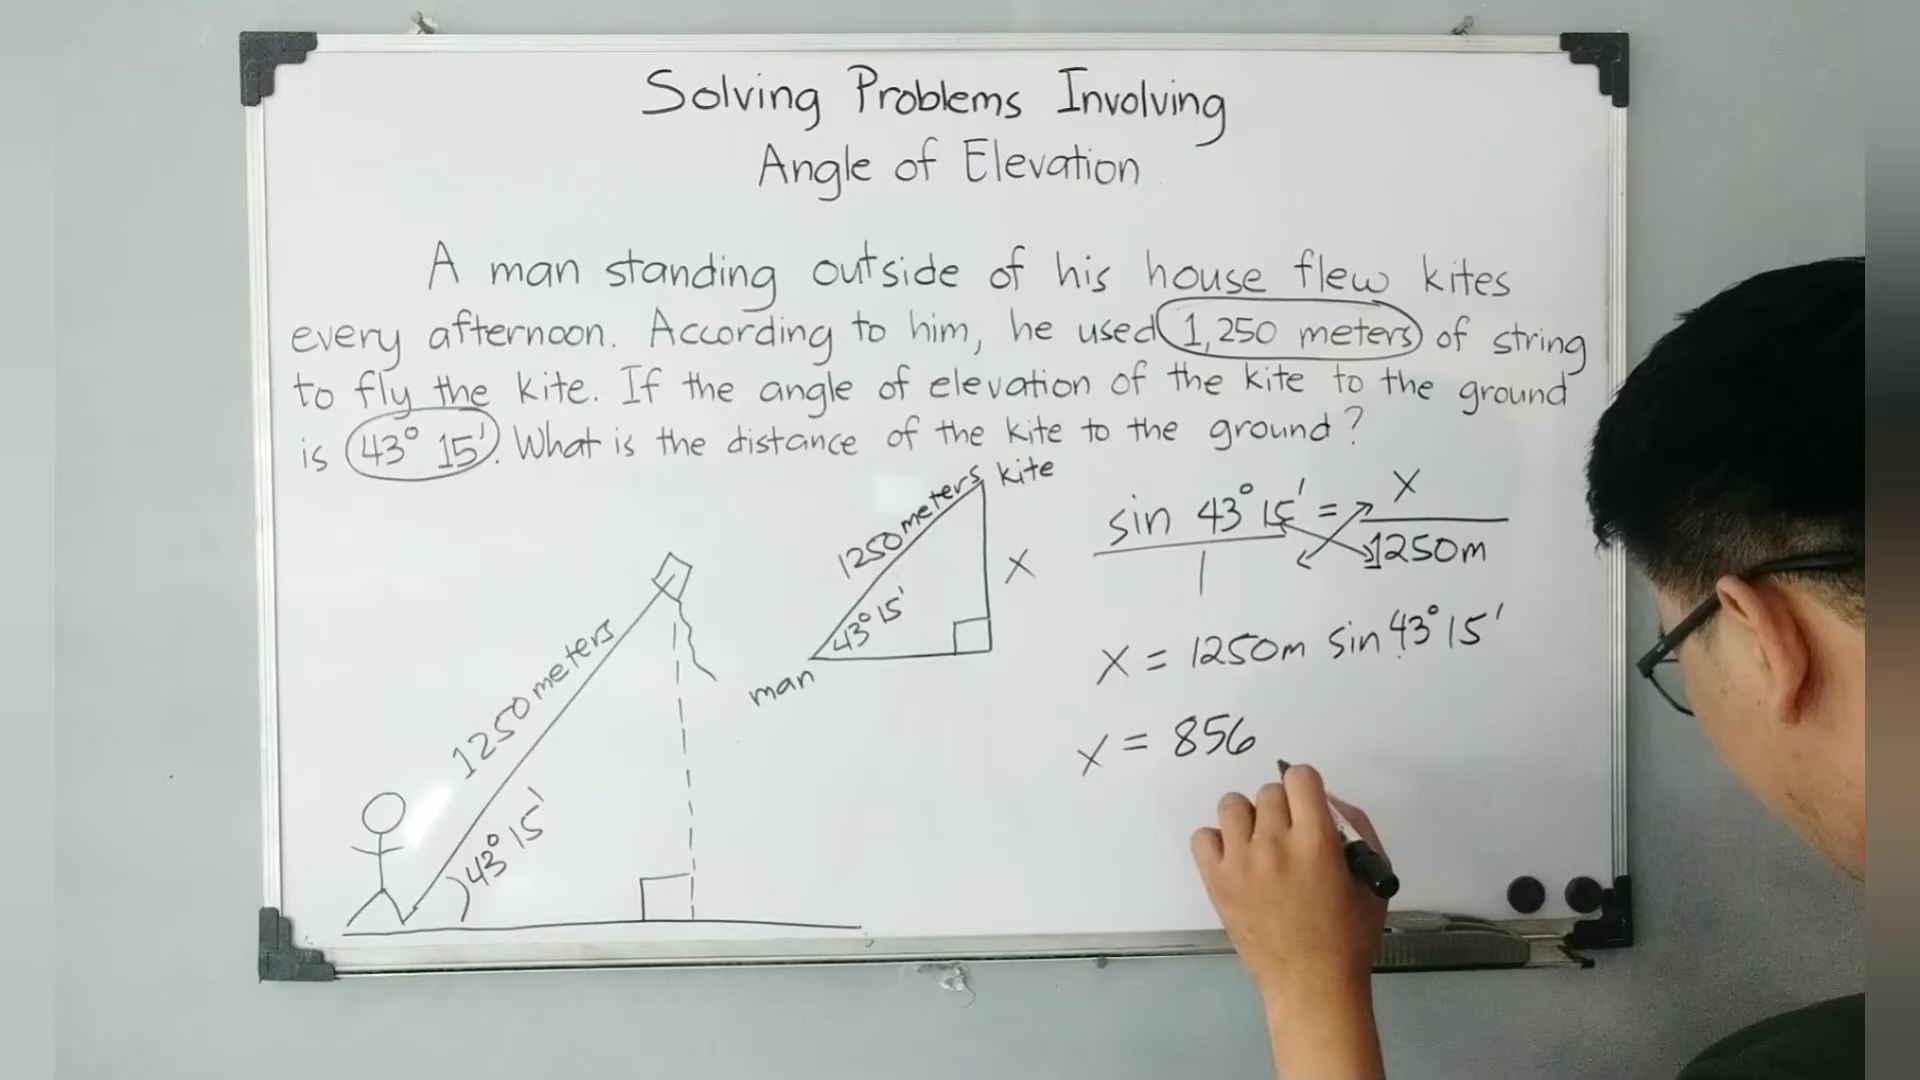 Solving Problems Involving
Angle of Elevation
A man standing outside of his house flew kites
every afternoon. According to him, he used 1,250 meters of string
to fly the kite. If the angle of elevation of the kite to the ground
is 43° 15'. What is the distance of the kite to the ground?
1250 meters
43° 15'
kite
1250 meters
43° 15'
X
man
sin 43° 15' = X
1 1250m
X = 1250m sin 43° 15'
X = 856